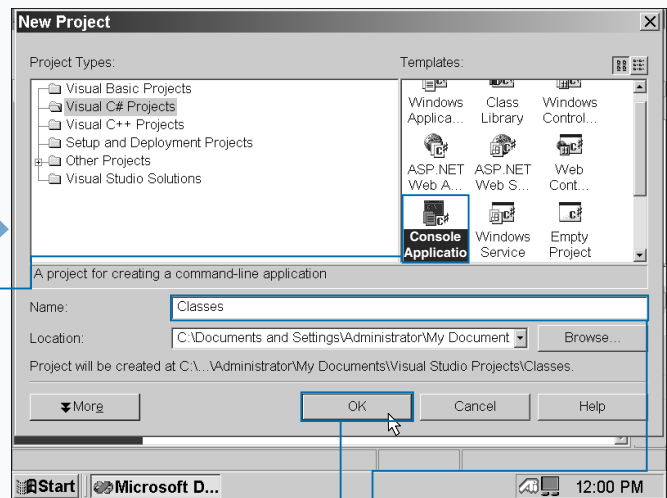 New Project
Project Types:
Templates:
Visual Basic Projects
Visual C# Projects
Visual C++ Projects
Setup and Deployment Projects
Other Projects
Visual Studio Solutions
Windows Applica...
Class Library
Windows Control...
ASP.NET Web A...
ASP.NET Web S...
Web Cont...
Console Applicatio
Windows Service
Empty Project
A project for creating a command-line application
Name:
Classes
Location:
C:\Documents and Settings\Administrator\My Document
Browse...
Project will be created at C:\...\Administrator\My Documents\Visual Studio Projects\Classes.
More
OK
Cancel
Help
Start
Microsoft D...
12:00 PM